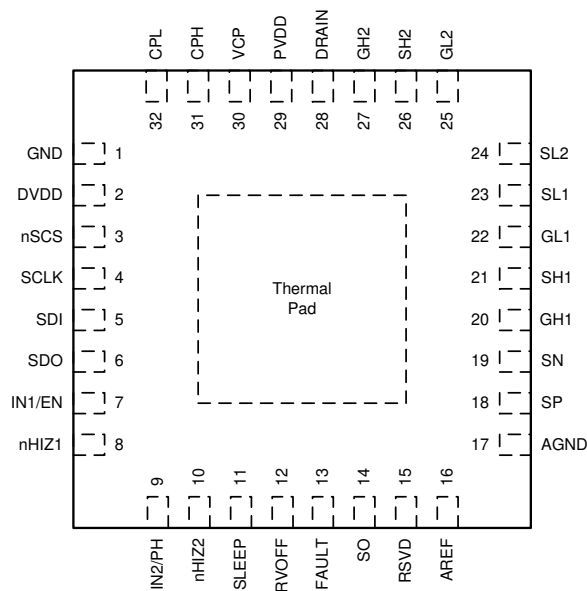 CPL
CPH
VCP
PVDD
DRAIN
GH2
SH2
GL2
32
31
30
29
28
27
26
25
GND 1
DVDD 2
nSCS 3
SCLK 4
SDI 5
SDO 6
IN1/EN 7
nHIZ1 8
Thermal
Pad
24 SL2
23 SL1
22 GL1
21 SH1
20 GH1
19 SN
18 SP
17 AGND
9
10
11
12
13
14
15
16
IN2/PH
nHIZ2
SLEEP
RVOFF
FAULT
SO
RSVD
AREF